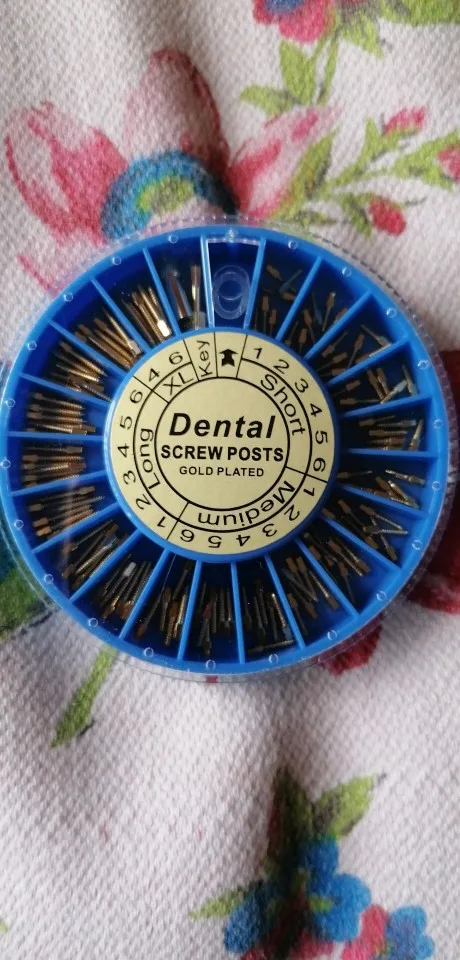 Dental
SCREW POSTS
GOLD PLATED
Short
1 2 3 4 5 6
Medium
1 2 3 4 5 6
Long
1 2 3 4 5 6
XL
4 6
Key